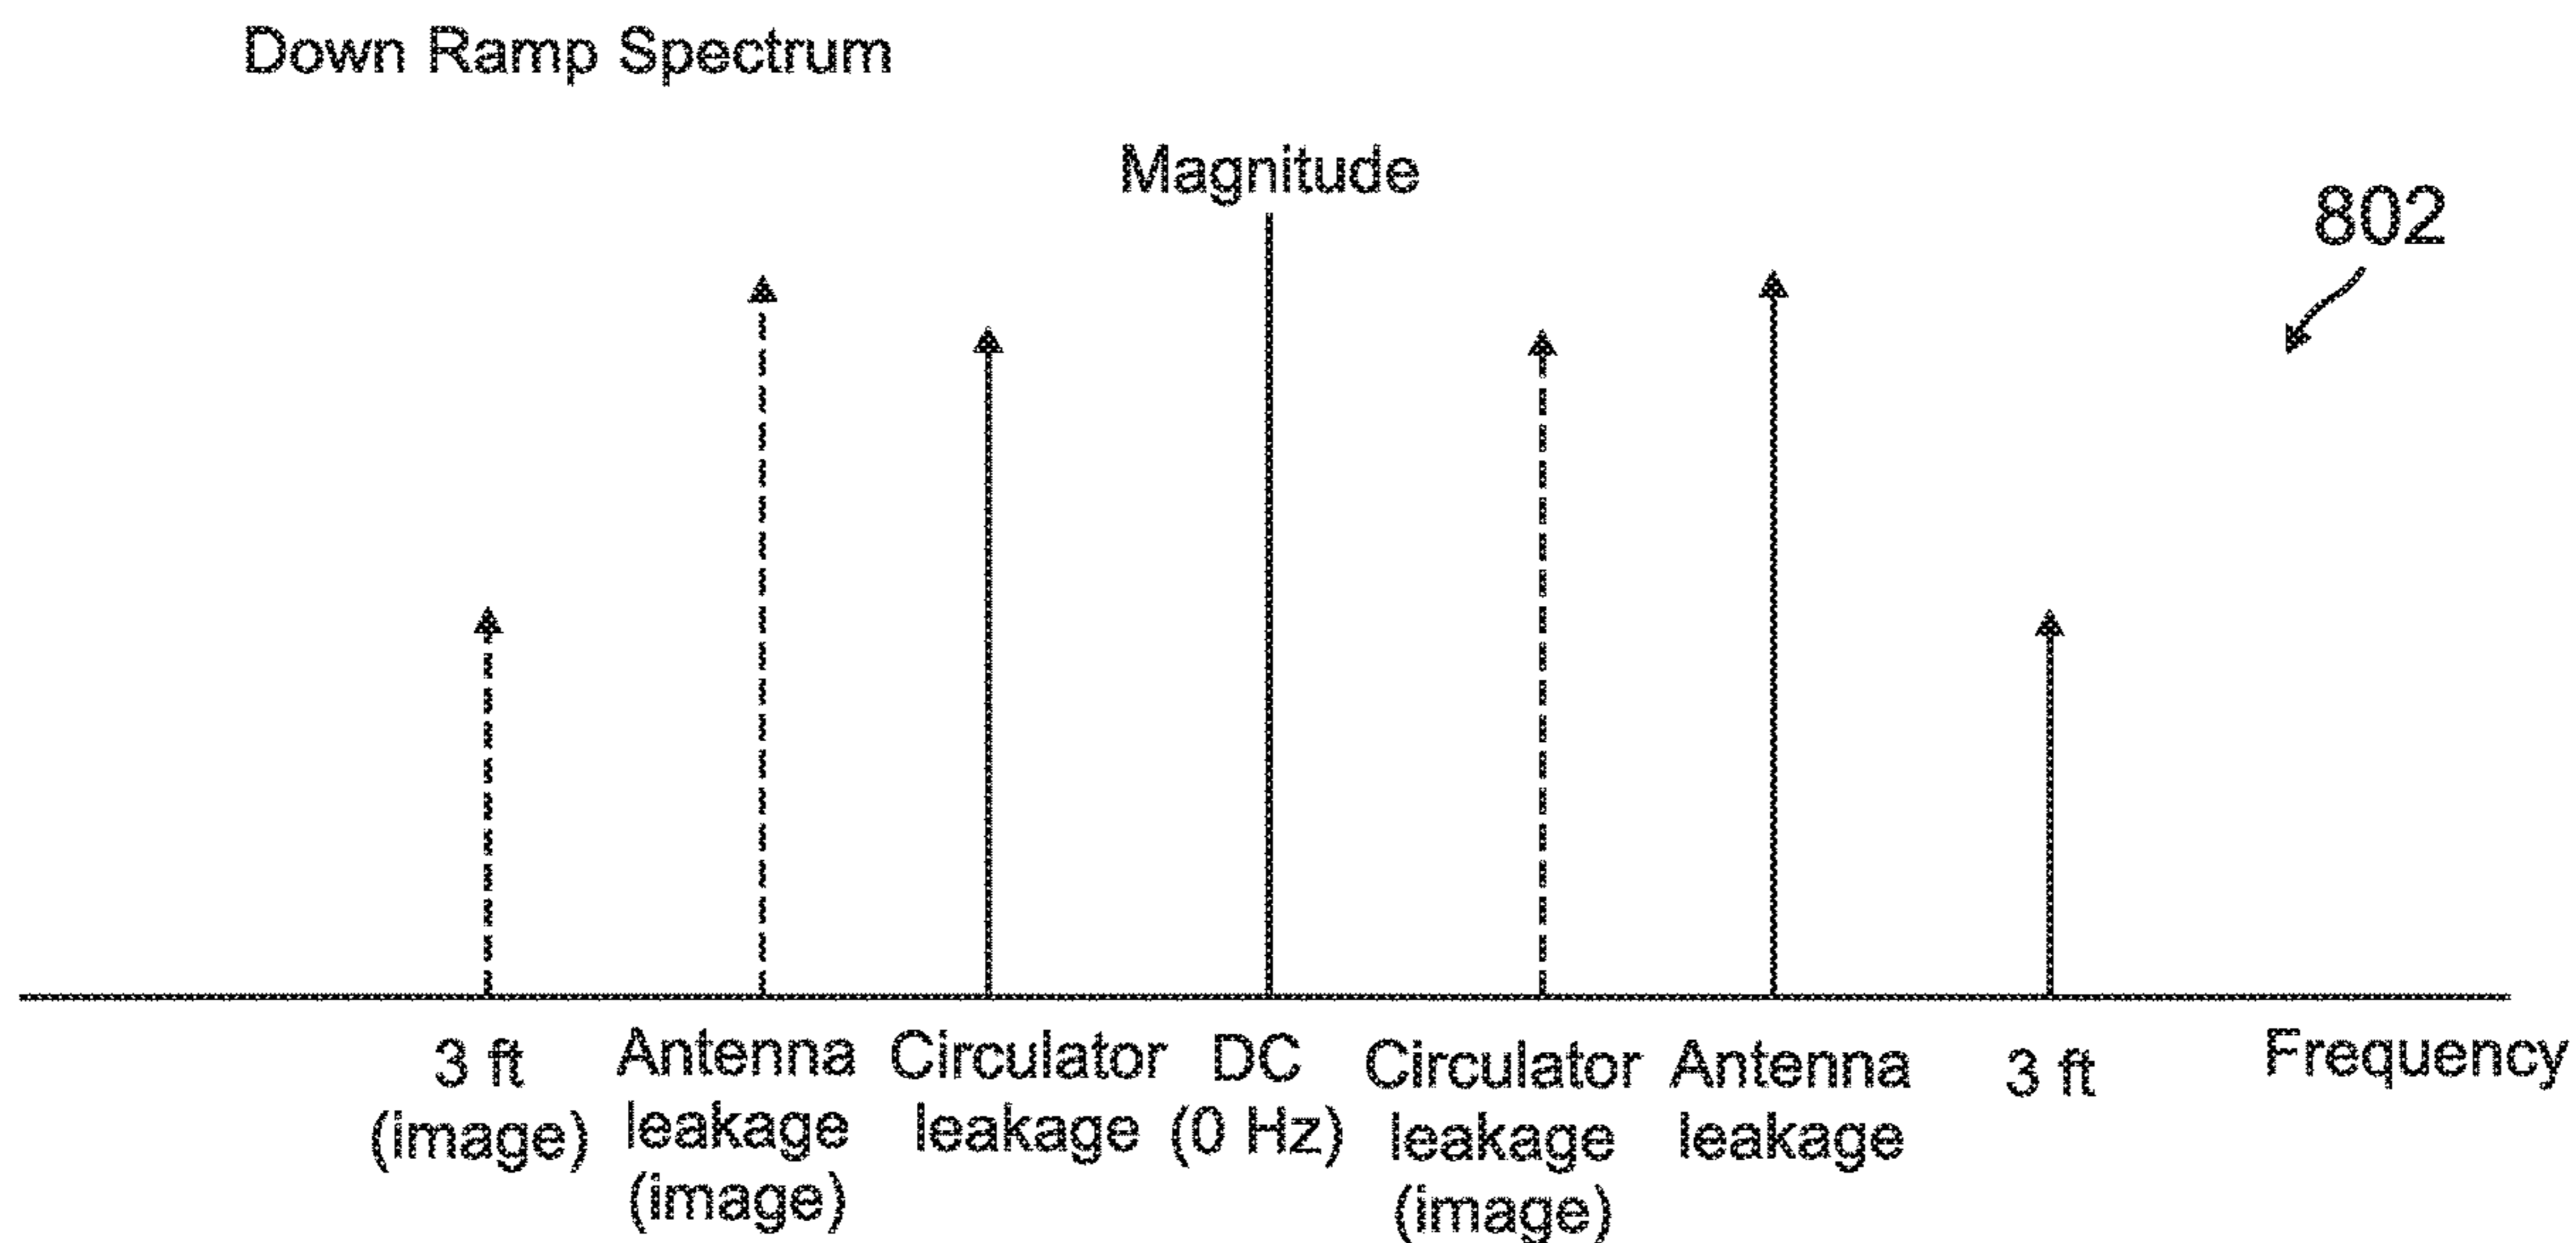 Down Ramp Spectrum
Magnitude
802
3 ft
(image)
Antenna
leakage
(image)
Circulator
leakage
DC
(0 Hz)
Circulator
leakage
(image)
Antenna
leakage
3 ft
Frequency